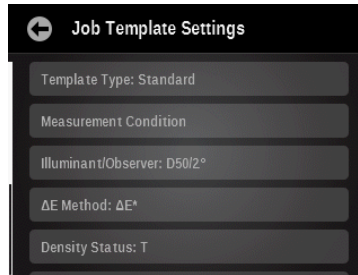 Job Template Settings
Template Type: Standard
Measurement Condition
Illuminant/Observer: D50/2°
ΔE Method: ΔE*
Density Status: T